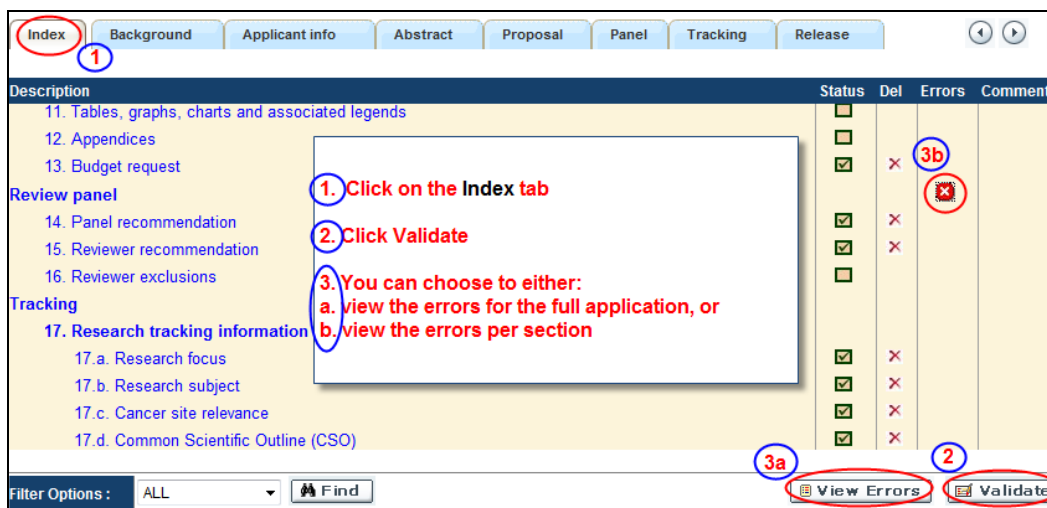 Index Background Applicant info Abstract Proposal Panel Tracking Release
1
Description Status Del Errors Comment
11. Tables, graphs, charts and associated legends
12. Appendices
13. Budget request
3b
Review panel
14. Panel recommendation
15. Reviewer recommendation
16. Reviewer exclusions
Tracking
17. Research tracking information
17.a. Research focus
17.b. Research subject
17.c. Cancer site relevance
17.d. Common Scientific Outline (CSO)
1. Click on the Index tab
2. Click Validate
3. You can choose to either:
a. view the errors for the full application, or
b. view the errors per section
3a 2
Filter Options : ALL Find View Errors Validate